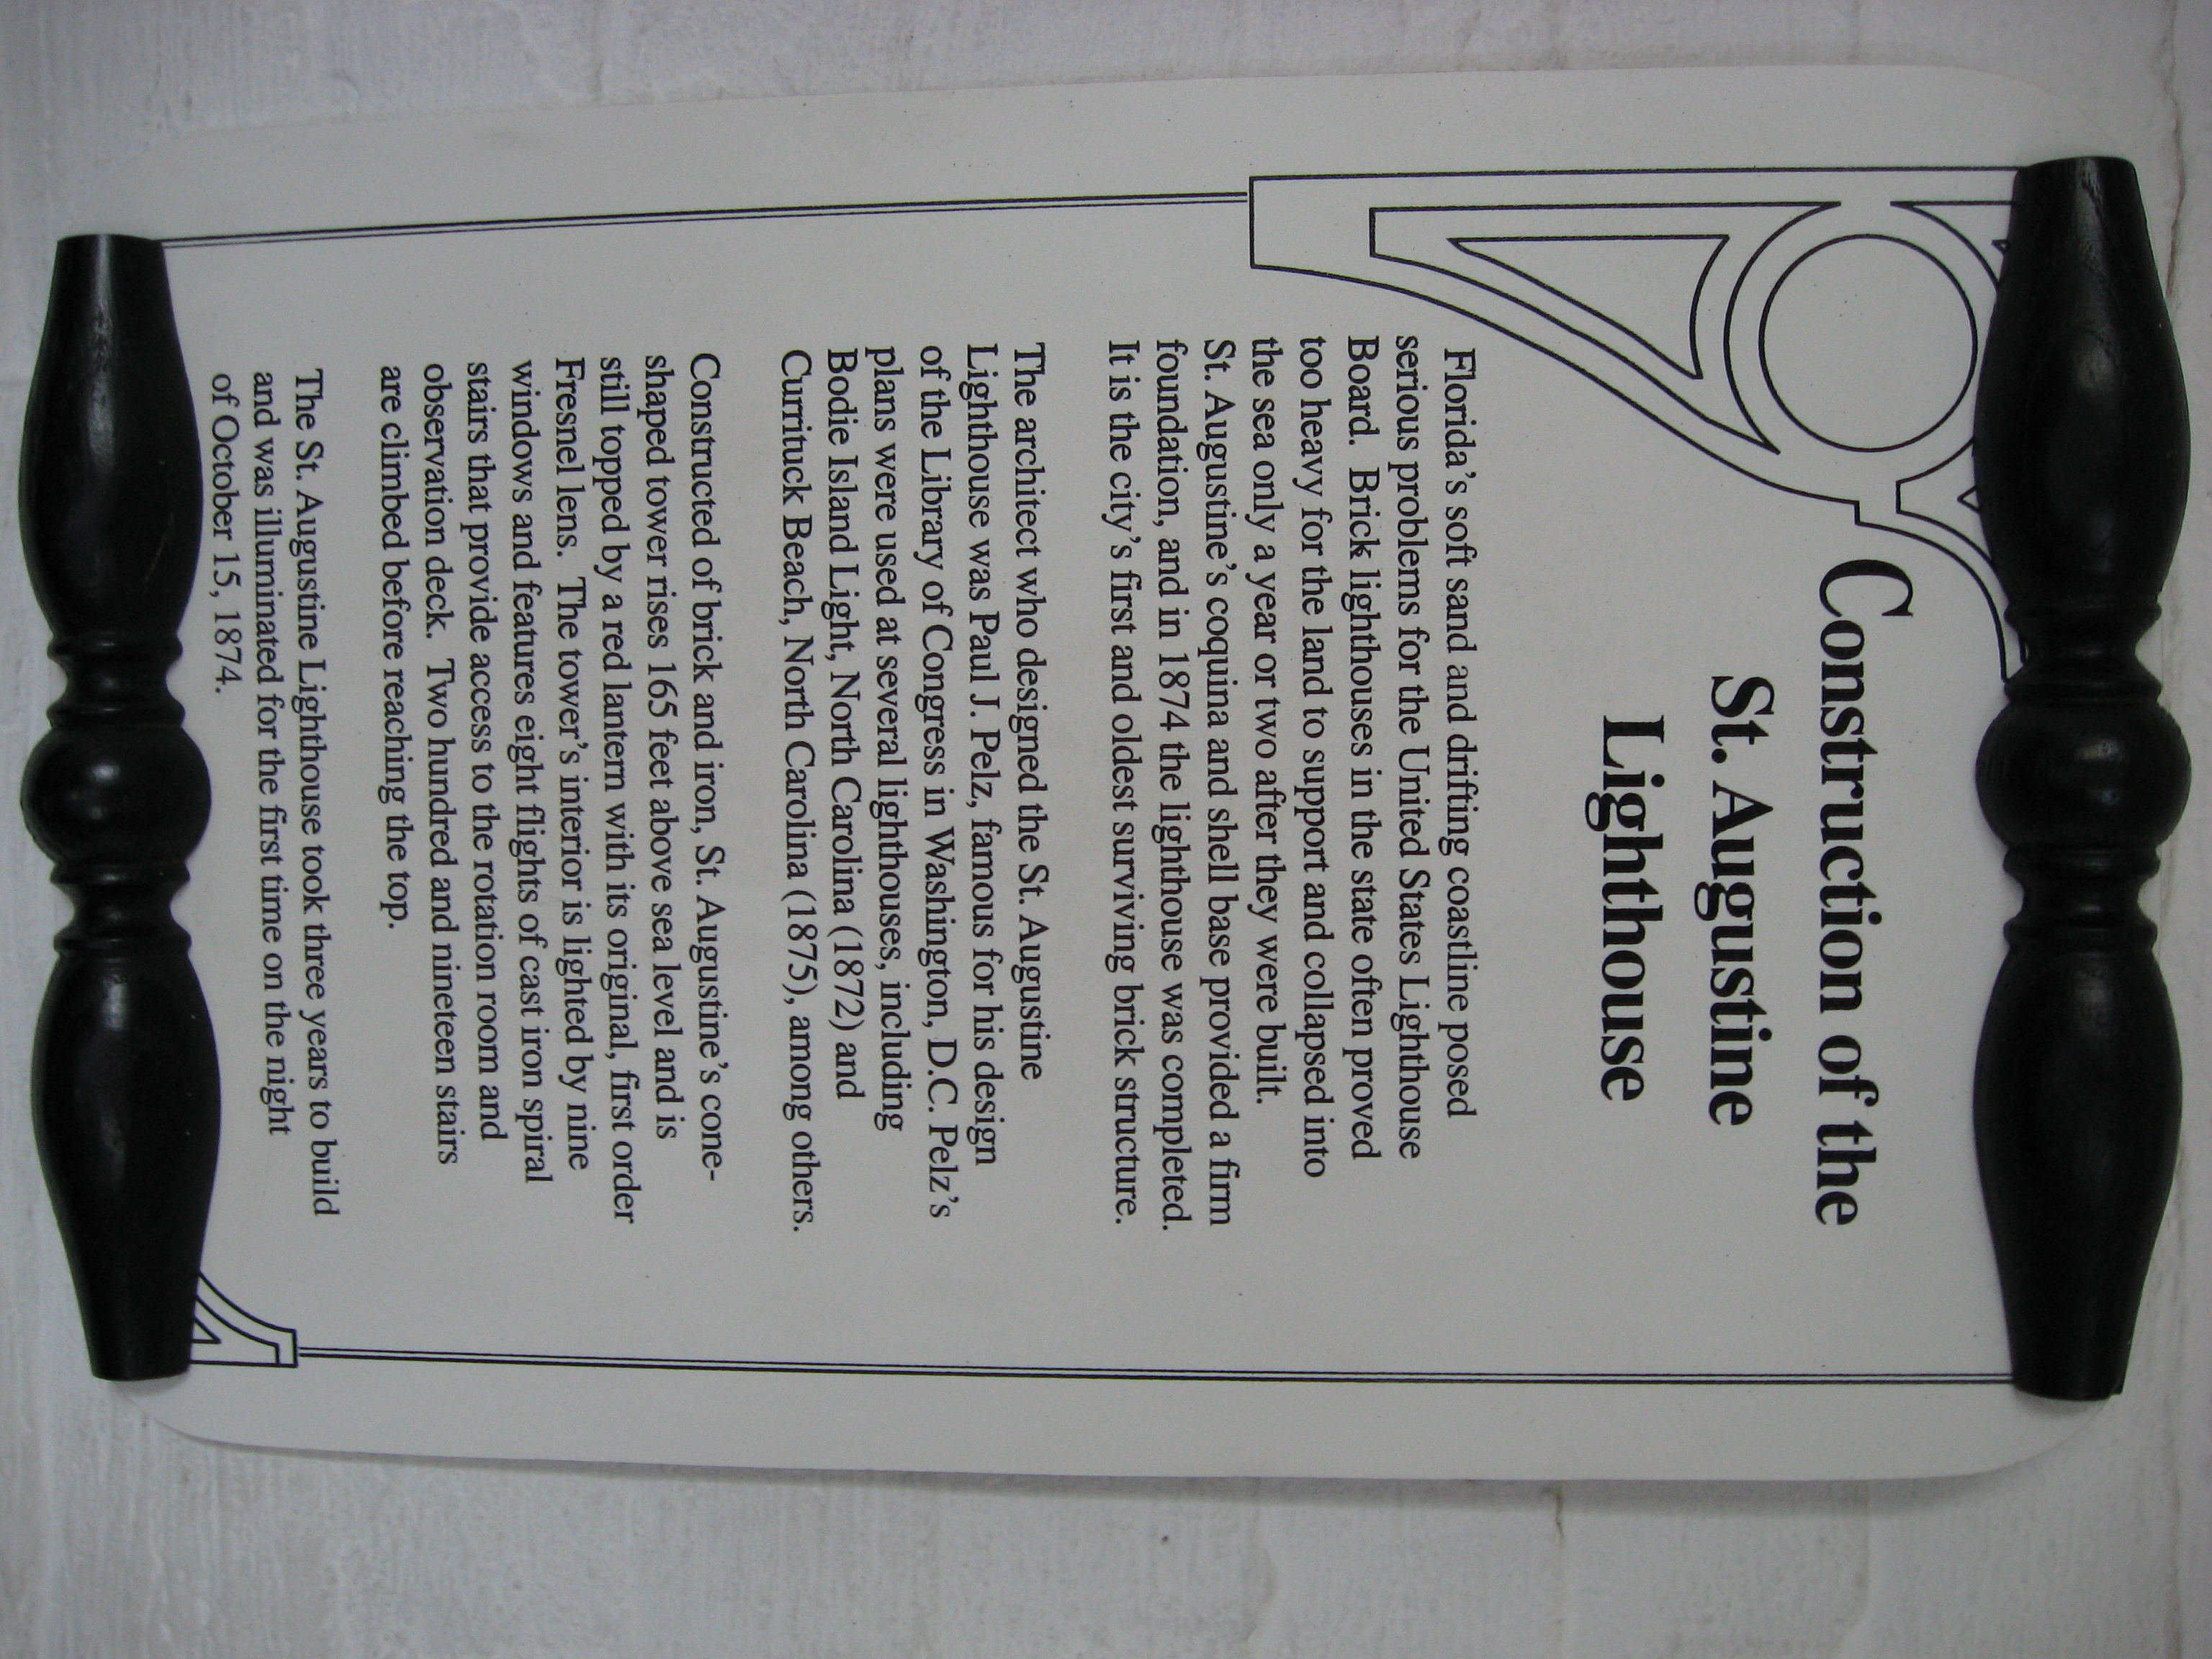 Construction of the
St. Augustine
Lighthouse
Florida's soft sand and drifting coastline posed
serious problems for the United States Lighthouse
Board. Brick lighthouses in the state often proved
too heavy for the land to support and collapsed into
the sea only a year or two after they were built.
St. Augustine's coquina and shell base provided a firm
foundation, and in 1874 the lighthouse was completed.
It is the city's first and oldest surviving brick structure.
The architect who designed the St. Augustine
Lighthouse was Paul J. Pelz, famous for his design
of the Library of Congress in Washington, D.C. Pelz's
plans were used at several lighthouses, including
Bodie Island Light, North Carolina (1872) and
Currituck Beach, North Carolina (1875), among others.
Constructed of brick and iron, St. Augustine's cone-
shaped tower rises 165 feet above sea level and is
still topped by a red lantern with its original, first order
Fresnel lens. The tower's interior is lighted by nine
windows and features eight flights of cast iron spiral
stairs that provide access to the rotation room and
observation deck. Two hundred and nineteen stairs
are climbed before reaching the top.
The St. Augustine Lighthouse took three years to build
and was illuminated for the first time on the night
of October 15, 1874.